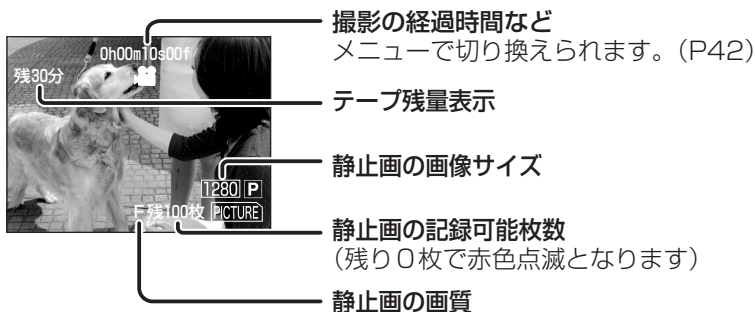 0h00m10s00f
残30分
1280 P
F残100枚 PICTURE
撮影の経過時間など
メニューで切り換えられます。(P42)
テープ残量表示
静止画の画像サイズ
静止画の記録可能枚数
（残り０枚で赤色点滅となります）
静止画の画質